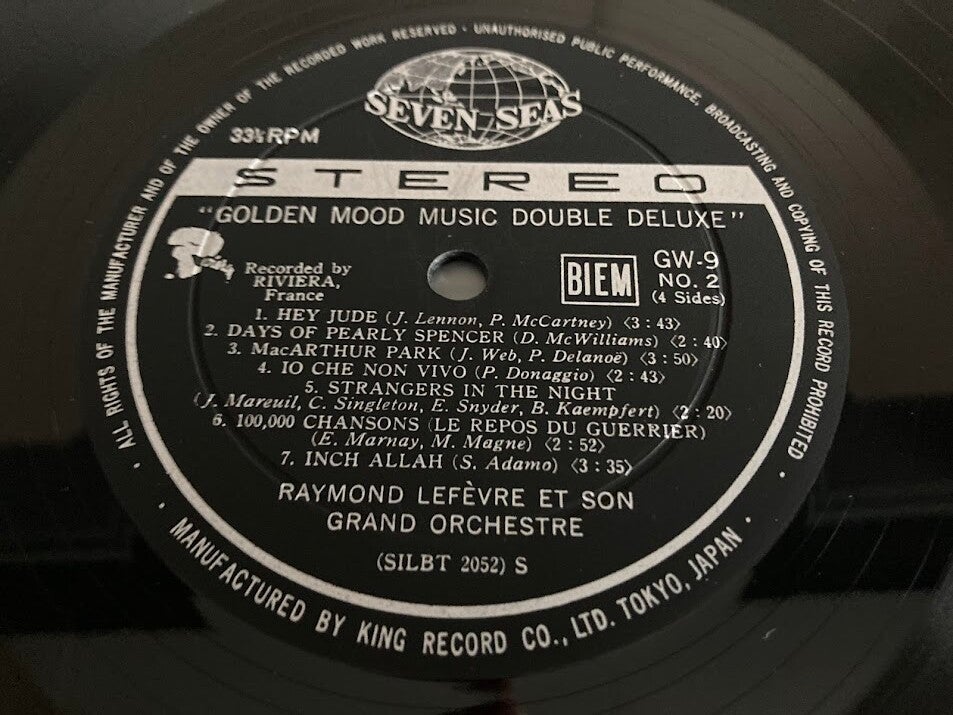 · ALL RIGHTS OF THE MANUFACTURER AND OF THE OWNER OF THE RECORDED WORK RESERVED · UNAUTHORISED PUBLIC PERFORMANCE, BROADCASTING AND COPYING OF THIS RECORD PROHIBITED ·
SEVEN SEAS
33⅓ RPM
STEREO
"GOLDEN MOOD MUSIC DOUBLE DELUXE"
Recorded by
RIVIERA,
France
BIEM
GW-9
NO. 2
(4 Sides)
1. HEY JUDE (J. Lennon, P. McCartney) 〈3:43〉
2. DAYS OF PEARLY SPENCER (D. McWilliams) 〈2:40〉
3. MacARTHUR PARK (J. Web, P. Delanoë) 〈3:50〉
4. IO CHE NON VIVO (P. Donaggio) 〈2:43〉
5. STRANGERS IN THE NIGHT
(J. Mareuil, C. Singleton, E. Snyder, B. Kaempfert) 〈2:20〉
6. 100,000 CHANSONS (LE REPOS DU GUERRIER)
(E. Marnay, M. Magne) 〈2:52〉
7. INCH ALLAH (S. Adamo) 〈3:35〉
RAYMOND LEFÈVRE ET SON
GRAND ORCHESTRE
(SILBT 2052) S
· MANUFACTURED BY KING RECORD CO., LTD. TOKYO, JAPAN ·